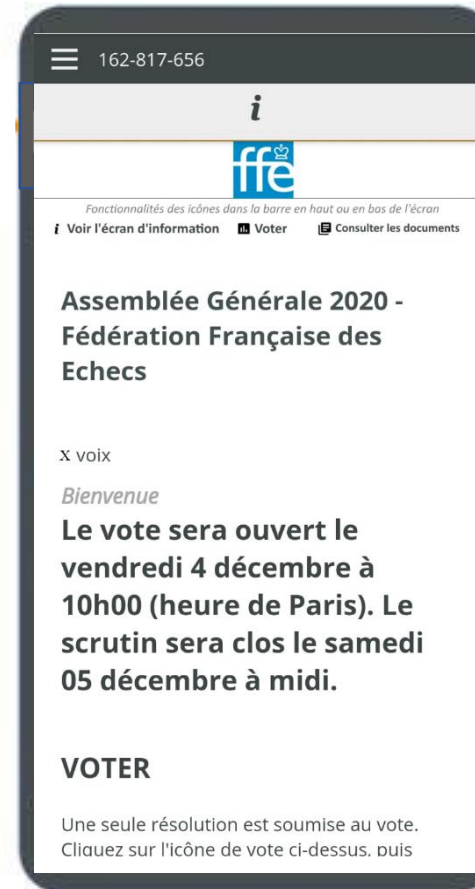 162-817-656
i
ffe
Fonctionnalités des icônes dans la barre en haut ou en bas de l'écran
i Voir l'écran d'information Voter Consulter les documents
Assemblée Générale 2020 -
Fédération Française des
Echecs
x voix
Bienvenue
Le vote sera ouvert le
vendredi 4 décembre à
10h00 (heure de Paris). Le
scrutin sera clos le samedi
05 décembre à midi.
VOTER
Une seule résolution est soumise au vote.
Cliquez sur l'icône de vote ci-dessus, puis